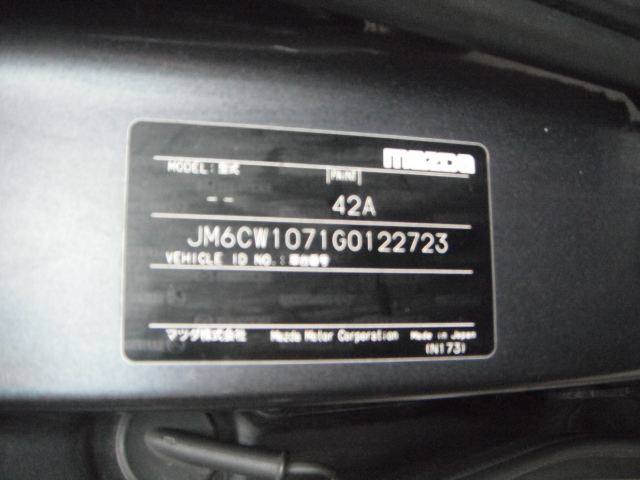 mazda
MODEL: 型式 PAINT
-- 42A
JM6CW1071G0122723
VEHICLE ID NO.: 車台番号
マツダ株式会社 Mazda Motor Corporation Made in Japan
(N173)